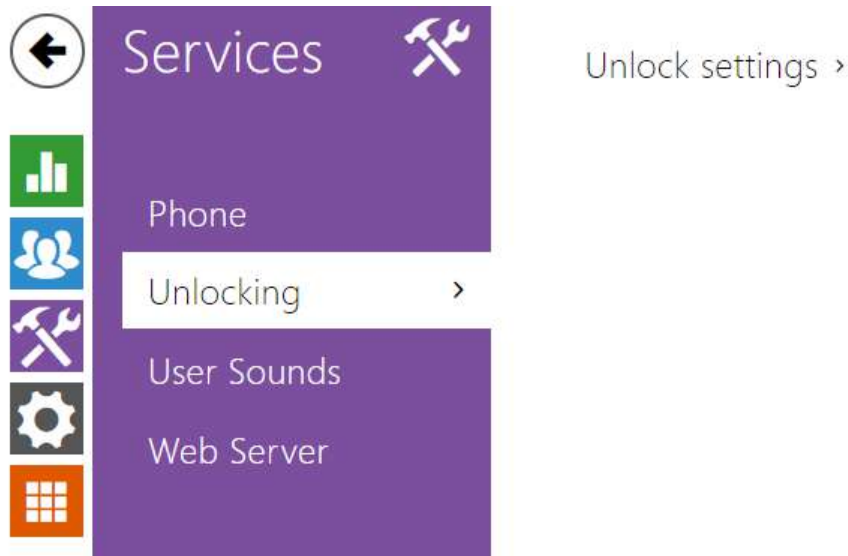 Services
Unlock settings ›
Phone
Unlocking ›
User Sounds
Web Server